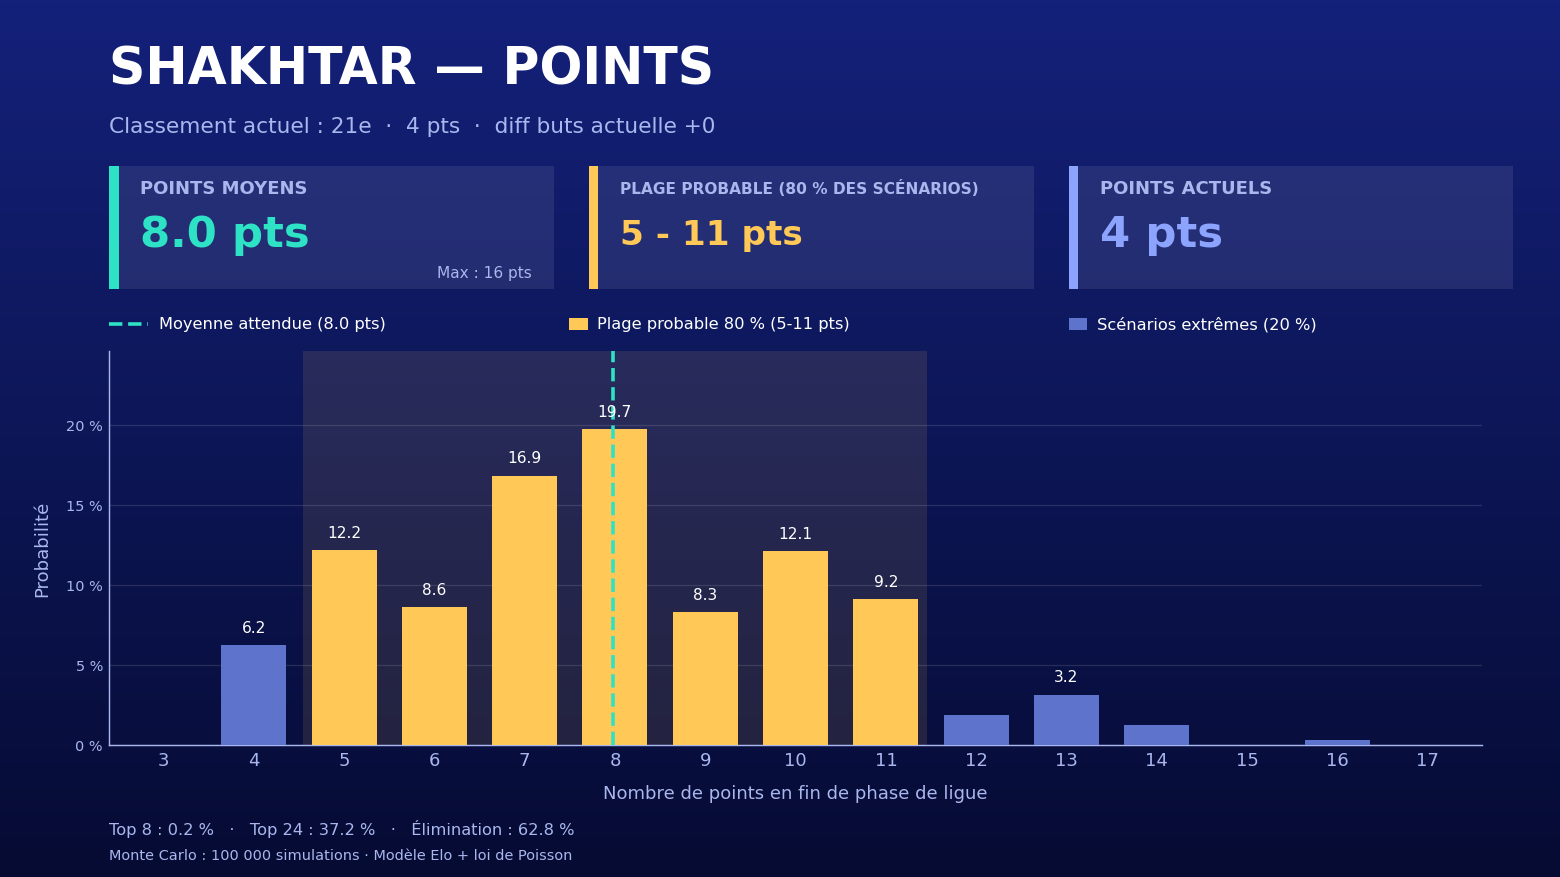 SHAKHTAR — POINTS
Classement actuel : 21e · 4 pts · diff buts actuelle +0
POINTS MOYENS
8.0 pts
Max : 16 pts
PLAGE PROBABLE (80 % DES SCÉNARIOS)
5 - 11 pts
POINTS ACTUELS
4 pts
Moyenne attendue (8.0 pts)
Plage probable 80 % (5-11 pts)
Scénarios extrêmes (20 %)
Probabilité
20 %
15 %
10 %
5 %
0 %
6.2
12.2
8.6
16.9
19.7
8.3
12.1
9.2
3.2
3 4 5 6 7 8 9 10 11 12 13 14 15 16 17
Nombre de points en fin de phase de ligue
Top 8 : 0.2 % · Top 24 : 37.2 % · Élimination : 62.8 %
Monte Carlo : 100 000 simulations · Modèle Elo + loi de Poisson